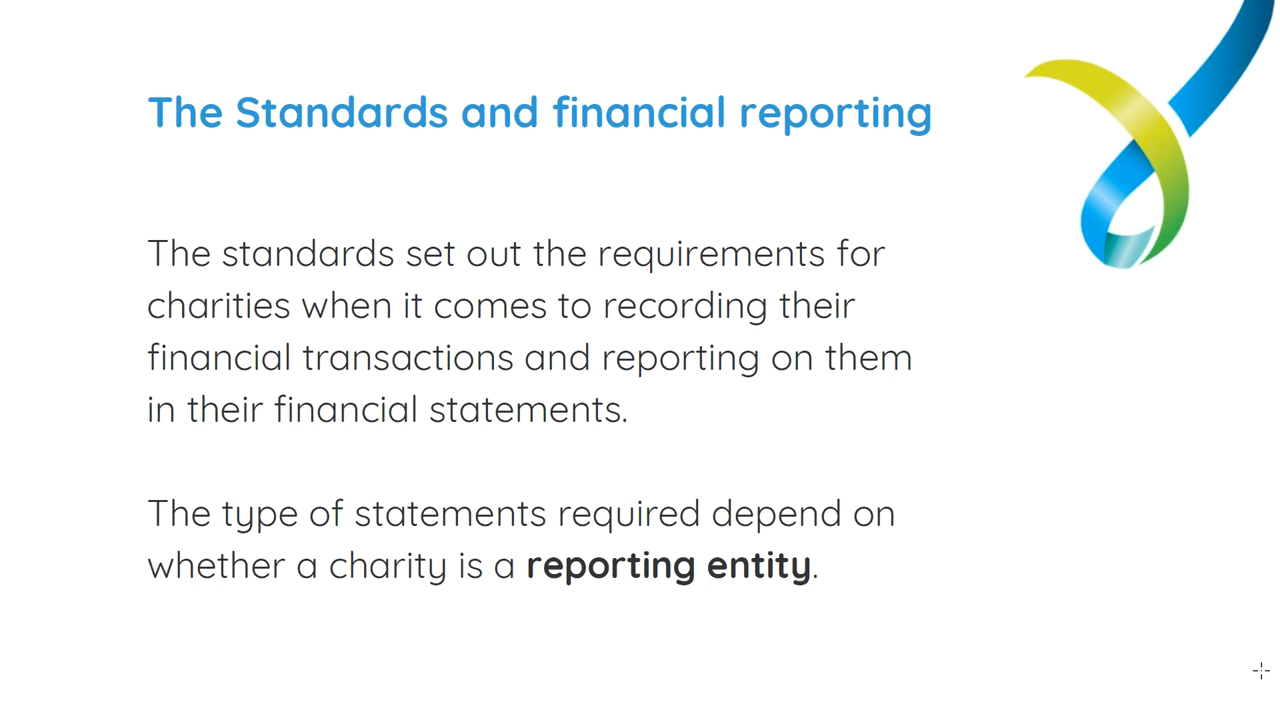 The Standards and financial reporting
The standards set out the requirements for
charities when it comes to recording their
financial transactions and reporting on them
in their financial statements.
The type of statements required depend on
whether a charity is a reporting entity.